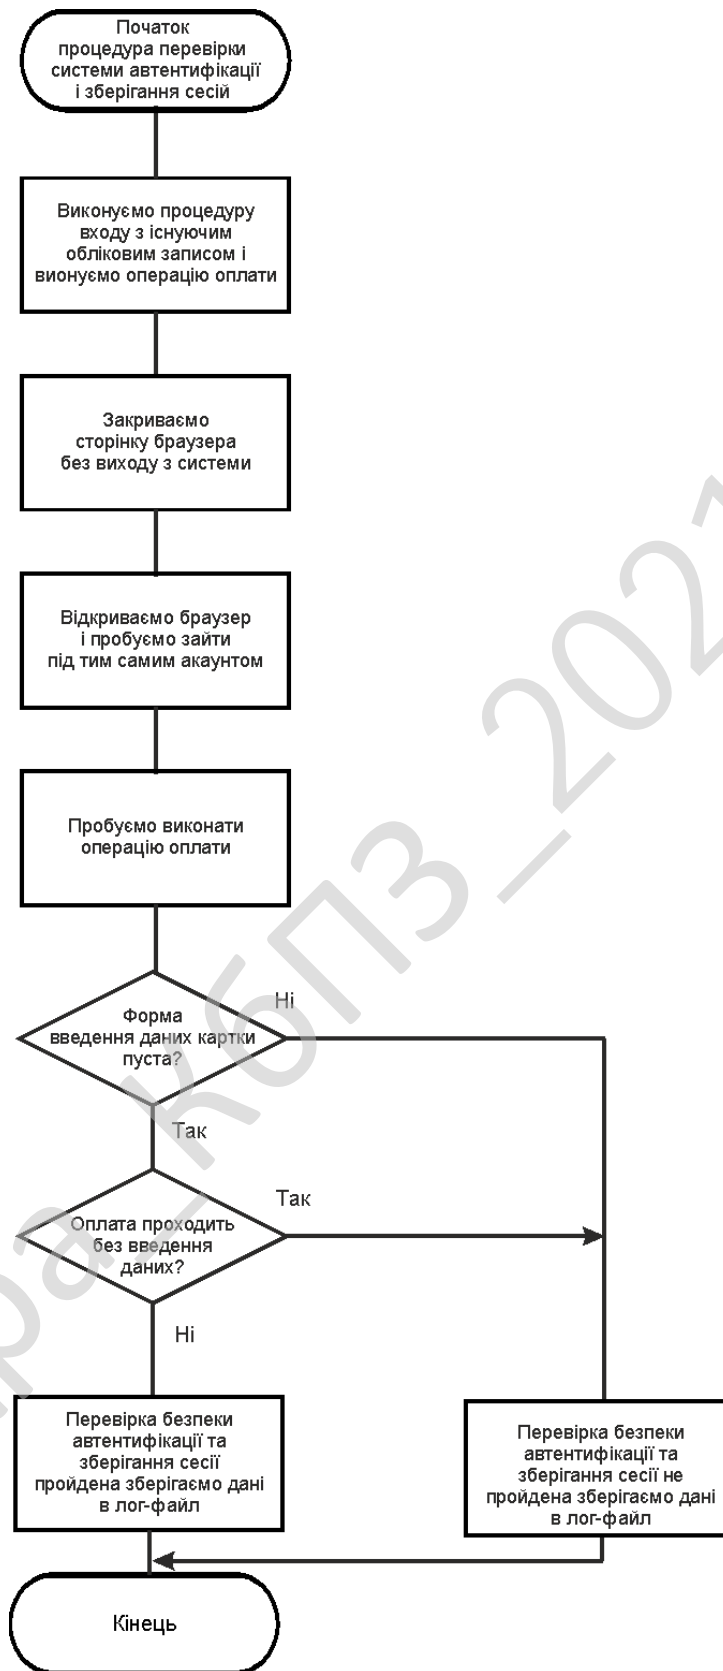 Початок
процедура перевірки
системи автентифікації
і зберігання сесій
Виконуємо процедуру
входу з існуючим
обліковим записом і
вионуємо операцію оплати
Закриваємо
сторінку браузера
без виходу з системи
Відкриваємо браузер
і пробуємо зайти
під тим самим акаунтом
Пробуємо виконати
операцію оплати
Форма
введення даних картки
пуста?
Ні
Так
Оплата проходить
без введення
даних?
Так
Ні
Перевірка безпеки
автентифікації та
зберігання сесії
пройдена зберігаємо дані
в лог-файл
Перевірка безпеки
автентифікації та
зберігання сесії не
пройдена зберігаємо дані
в лог-файл
Кінець
ра_КбПЗ_202